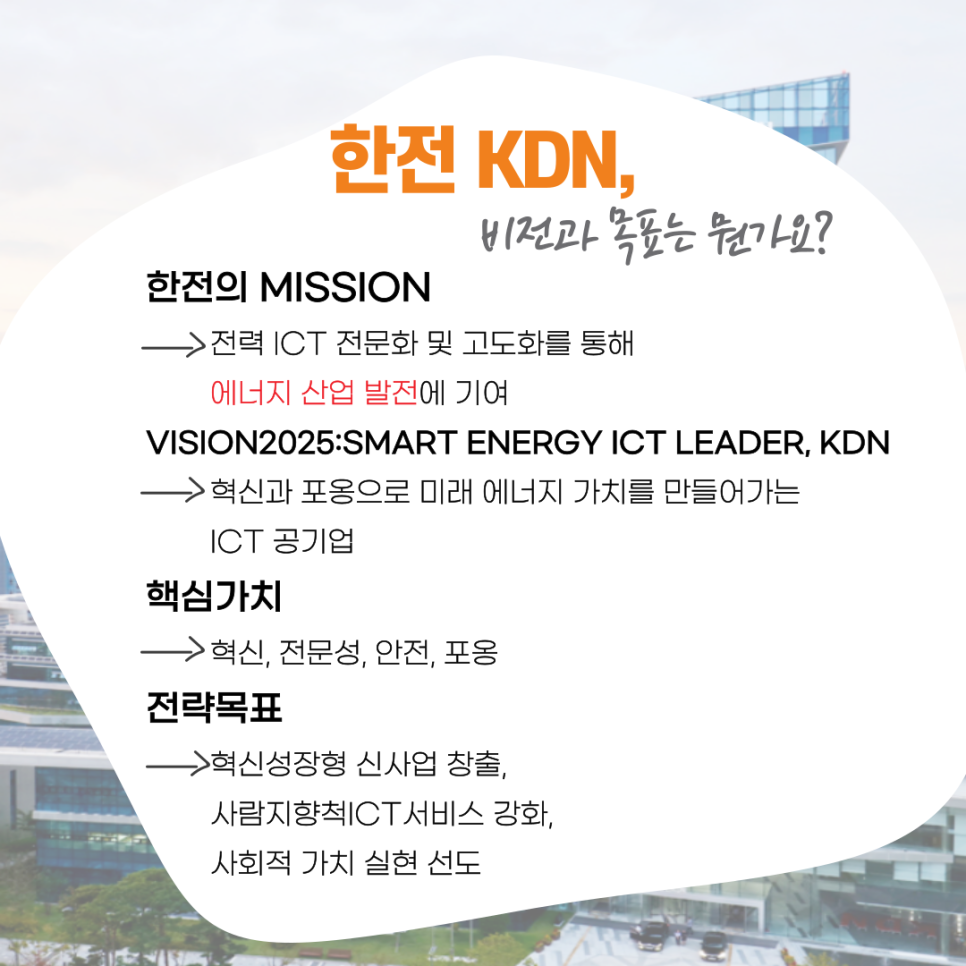 한전 KDN,
비전과 목표는 뭔가요?
한전의 MISSION
전력 ICT 전문화 및 고도화를 통해
에너지 산업 발전에 기여
VISION2025:SMART ENERGY ICT LEADER, KDN
혁신과 포옹으로 미래 에너지 가치를 만들어가는
ICT 공기업
핵심가치
혁신, 전문성, 안전, 포옹
전략목표
혁신성장형 신사업 창출,
사람지향척ICT서비스 강화,
사회적 가치 실현 선도